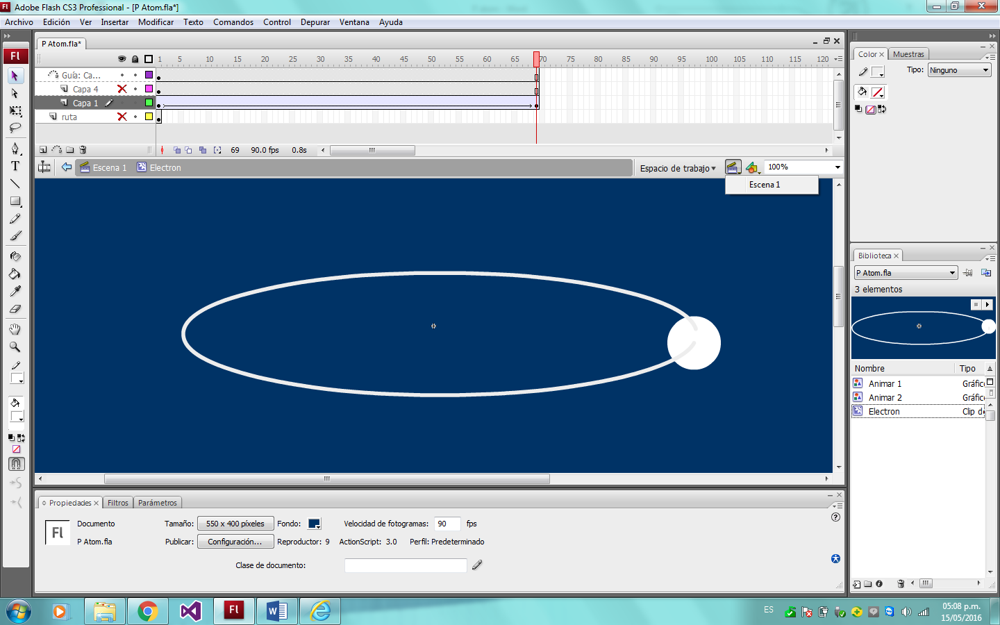 Fl Adobe Flash CS3 Professional - [P Atom.fla*]
Archivo Edición Ver Insertar Modificar Texto Comandos Control Depurar Ventana Ayuda
P Atom.fla*
1 5 10 15 20 25 30 35 40 45 50 55 60 65 70 75 80 85 90 95 100 105 110 115 120
Guía: Ca...
Capa 4
Capa 1
ruta
69 90.0 fps 0.8s
Escena 1 Electron Espacio de trabajo 100%
Escena 1
Fl
T
Color Muestras
Tipo: Ninguno
Biblioteca
P Atom.fla
3 elementos
Nombre Tipo
Animar 1 Gráfic
Animar 2 Gráfic
Electron Clip d
Propiedades Filtros Parámetros
Fl Documento Tamaño: 550 x 400 píxeles Fondo: Velocidad de fotogramas: 90 fps
P Atom.fla Publicar: Configuración... Reproductor: 9 ActionScript: 3.0 Perfil: Predeterminado
Clase de documento:
Fl
ES
05:08 p.m.
15/05/2016